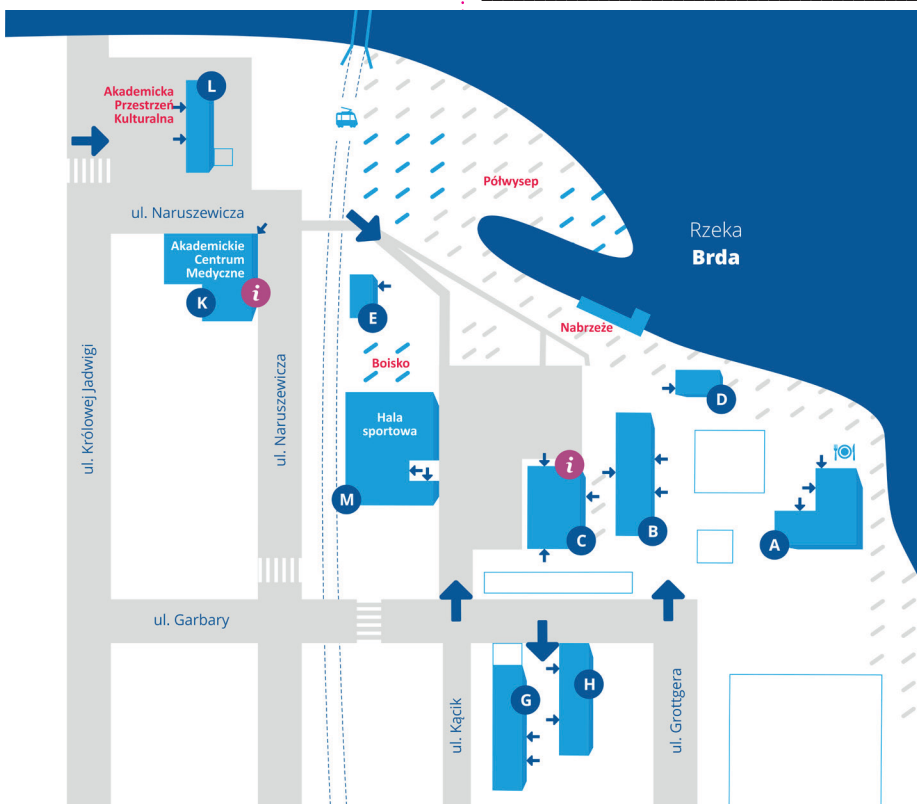 L
Akademicka
Przestrzeń
Kulturalna
Półwysep
ul. Naruszewicza
Rzeka
Brda
Akademickie
Centrum
Medyczne
i
K
E
Nabrzeże
Boisko
ul. Królowej Jadwigi
ul. Naruszewicza
D
Hala
sportowa
i
M
B
C
A
ul. Garbary
H
G
ul. Kącik
ul. Grottgera